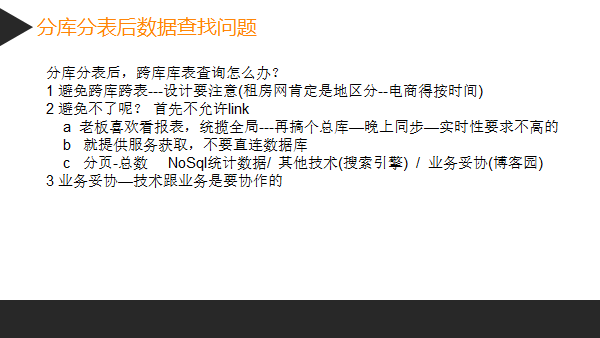 分库分表后数据查找问题
分库分表后，跨库库表查询怎么办？
1 避免跨库跨表---设计要注意(租房网肯定是地区分--电商得按时间)
2 避免不了呢？ 首先不允许link
a 老板喜欢看报表，统揽全局---再搞个总库—晚上同步—实时性要求不高的
b 就提供服务获取，不要直连数据库
c 分页-总数 NoSql统计数据/ 其他技术(搜索引擎) / 业务妥协(博客园)
3 业务妥协—技术跟业务是要协作的